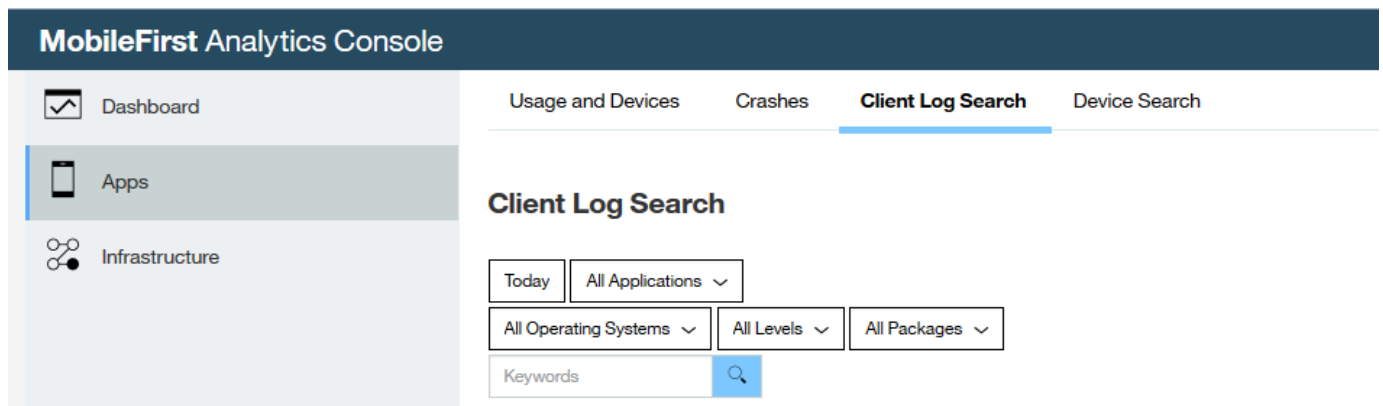 MobileFirst Analytics Console
Dashboard
Apps
Infrastructure
Usage and Devices Crashes Client Log Search Device Search
Client Log Search
Today All Applications
All Operating Systems All Levels All Packages
Keywords